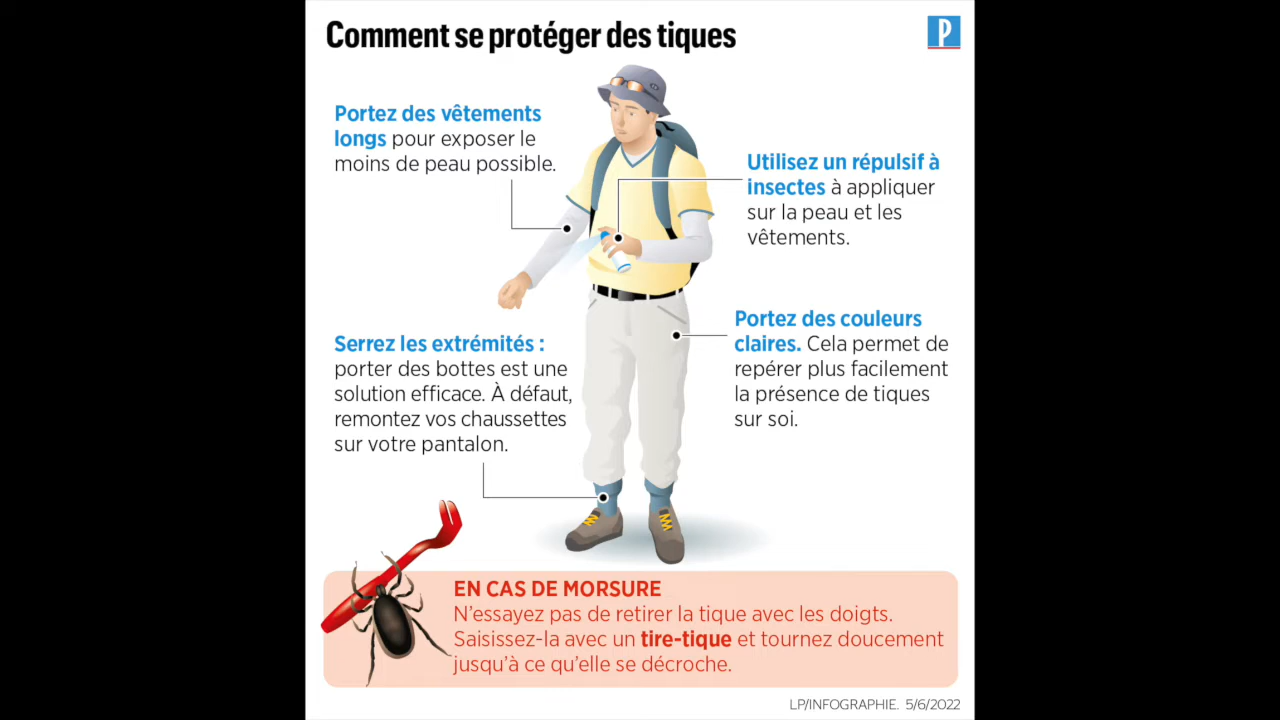 Comment se protéger des tiques
P
Portez des vêtements
longs pour exposer le
moins de peau possible.
Utilisez un répulsif à
insectes à appliquer
sur la peau et les
vêtements.
Serrez les extrémités :
porter des bottes est une
solution efficace. À défaut,
remontez vos chaussettes
sur votre pantalon.
Portez des couleurs
claires. Cela permet de
repérer plus facilement
la présence de tiques
sur soi.
EN CAS DE MORSURE
N'essayez pas de retirer la tique avec les doigts.
Saisissez-la avec un tire-tique et tournez doucement
jusqu'à ce qu'elle se décroche.
LP/INFOGRAPHIE. 5/6/2022